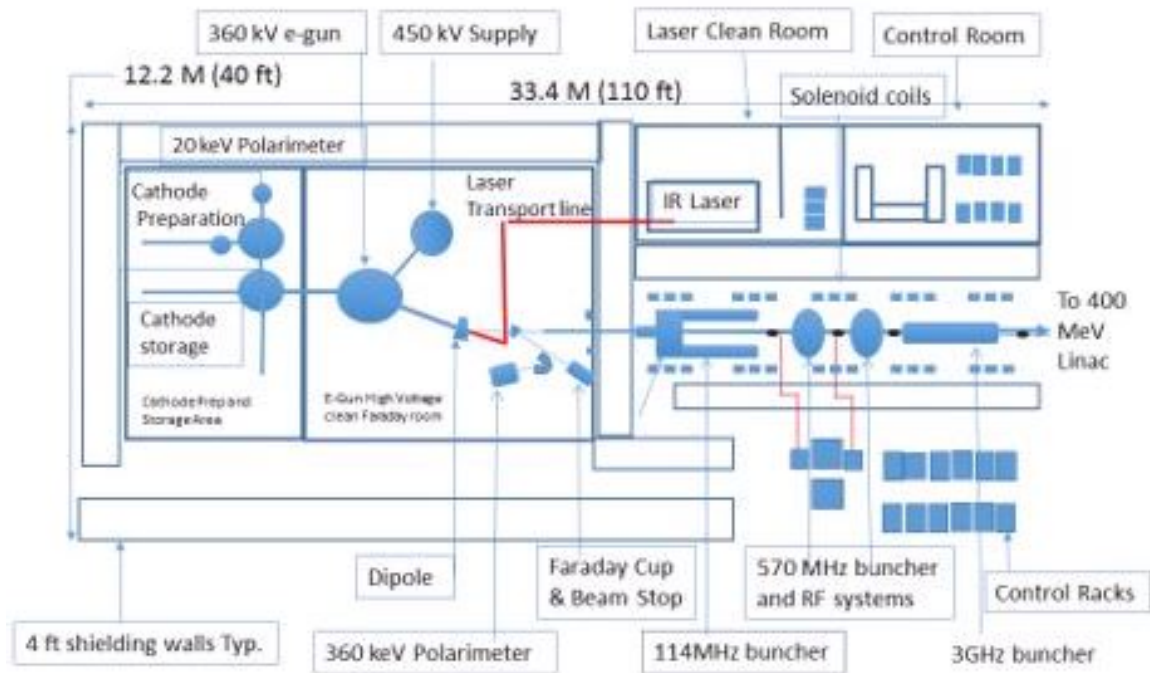 360 kV e-gun
450 kV Supply
Laser Clean Room
Control Room
12.2 M (40 ft)
33.4 M (110 ft)
Solenoid coils
20 keV Polarimeter
Cathode
Preparation
Laser
Transport line
IR Laser
Cathode
storage
To 400
MeV
Linac
Cathode Prep and
Storage Area
E-Gun High Voltage
clean Faraday room
Dipole
Faraday Cup
& Beam Stop
570 MHz buncher
and RF systems
Control Racks
4 ft shielding walls Typ.
360 keV Polarimeter
114MHz buncher
3GHz buncher